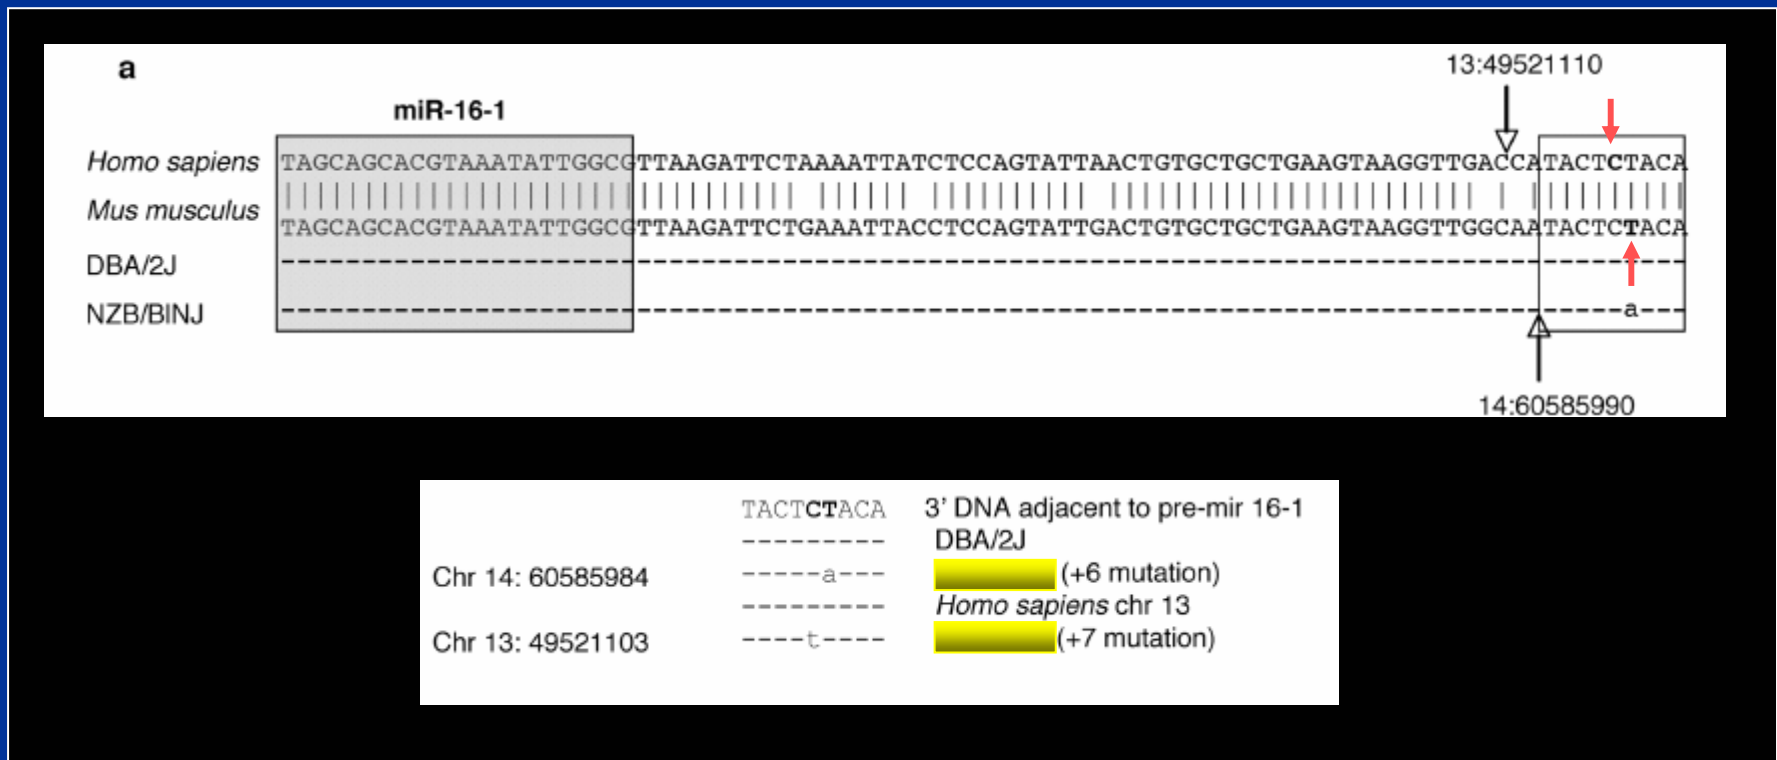 a
13:49521110
miR-16-1
Homo sapiens TAGCAGCACGTAAATATTGGCGTTAAGATTCTAAAATTATCTCCAGTATTAACTGTGCTGCTGAAGTAAGGTTGACCATACTCTACA
Mus musculus TAGCAGCACGTAAATATTGGCGTTAAGATTCTGAAATTACCTCCAGTATTGACTGTGCTGCTGAAGTAAGGTTGGCAATACTCTACA
DBA/2J
NZB/BINJ a
14:60585990
TACTCTACA 3' DNA adjacent to pre-mir 16-1
--------- DBA/2J
Chr 14: 60585984 -----a--- (+6 mutation)
--------- Homo sapiens chr 13
Chr 13: 49521103 ----t---- (+7 mutation)